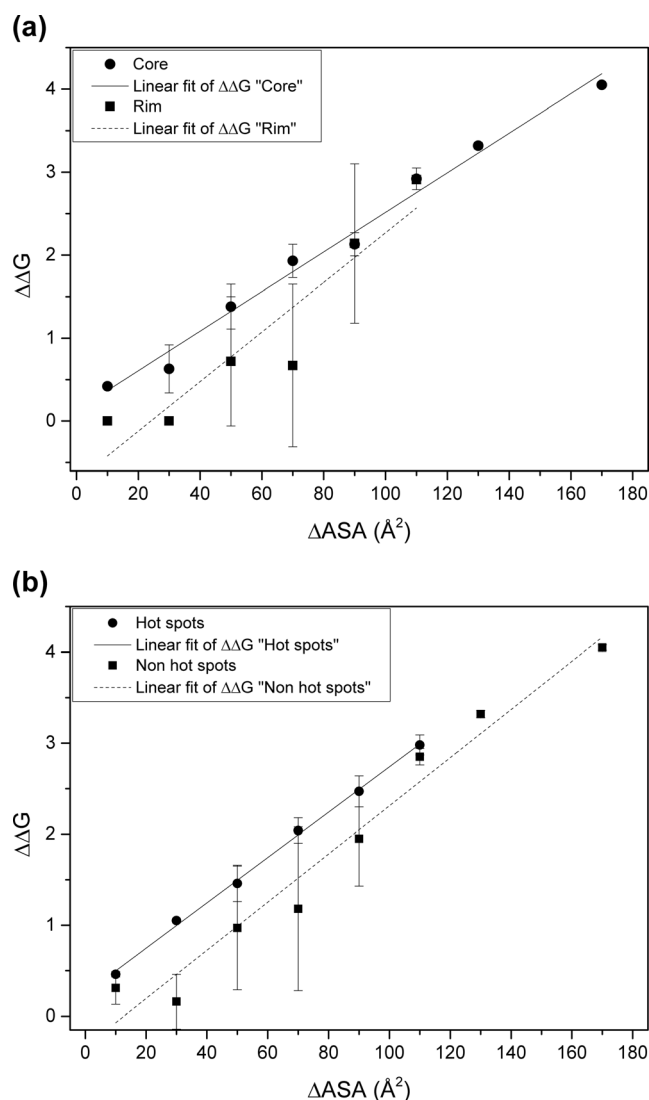 (a)
Core
Linear fit of ΔΔG "Core"
Rim
Linear fit of ΔΔG "Rim"
4
3
2
1
0
ΔΔG
0 20 40 60 80 100 120 140 160 180
ΔASA (Å²)
(b)
Hot spots
Linear fit of ΔΔG "Hot spots"
Non hot spots
Linear fit of ΔΔG "Non hot spots"
4
3
2
1
0
ΔΔG
0 20 40 60 80 100 120 140 160 180
ΔASA (Å²)